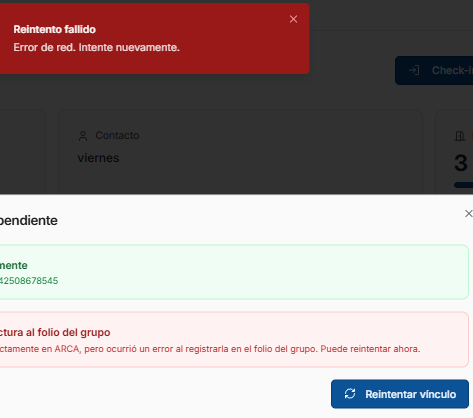 Reintento fallido
Error de red. Intente nuevamente.
Check-i
Contacto
viernes
3
pendiente
mente
42508678545
ctura al folio del grupo
ctamente en ARCA, pero ocurrió un error al registrarla en el folio del grupo. Puede reintentar ahora.
Reintentar vínculo